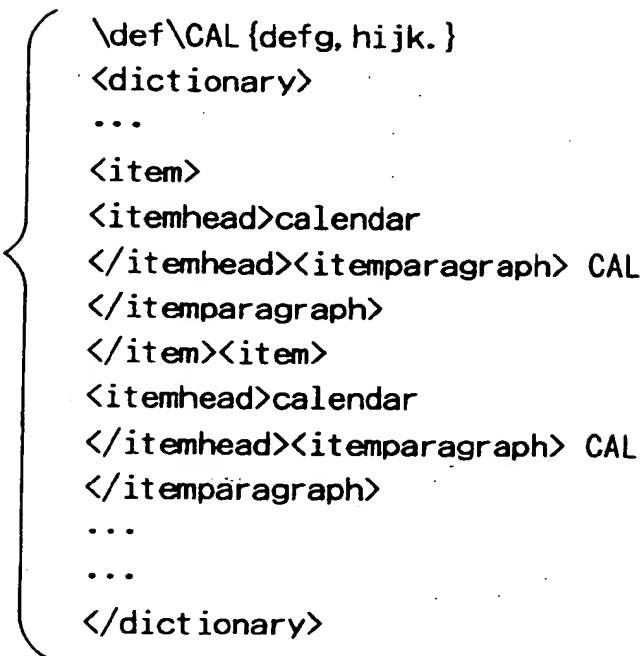 \def\CAL{defg, hijk.}
<dictionary>
...
<item>
<itemhead>calendar
</itemhead><itemparagraph> CAL
</itemparagraph>
</item><item>
<itemhead>calendar
</itemhead><itemparagraph> CAL
</itemparagraph>
...
...
</dictionary>